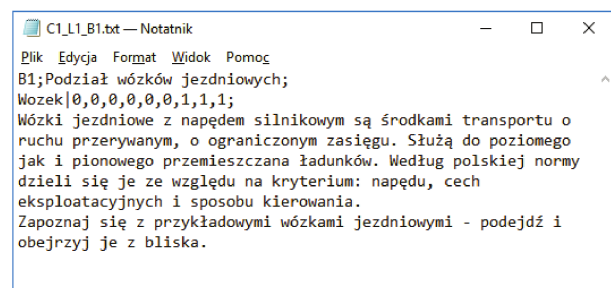 C1_L1_B1.txt — Notatnik
Plik Edycja Format Widok Pomoc
B1;Podział wózków jezdniowych;
Wozek|0,0,0,0,0,0,1,1,1;
Wózki jezdniowe z napędem silnikowym są środkami transportu o
ruchu przerywanym, o ograniczonym zasięgu. Służą do poziomego
jak i pionowego przemieszczana ładunków. Według polskiej normy
dzieli się je ze względu na kryterium: napędu, cech
eksploatacyjnych i sposobu kierowania.
Zapoznaj się z przykładowymi wózkami jezdniowymi - podejdź i
obejrzyj je z bliska.